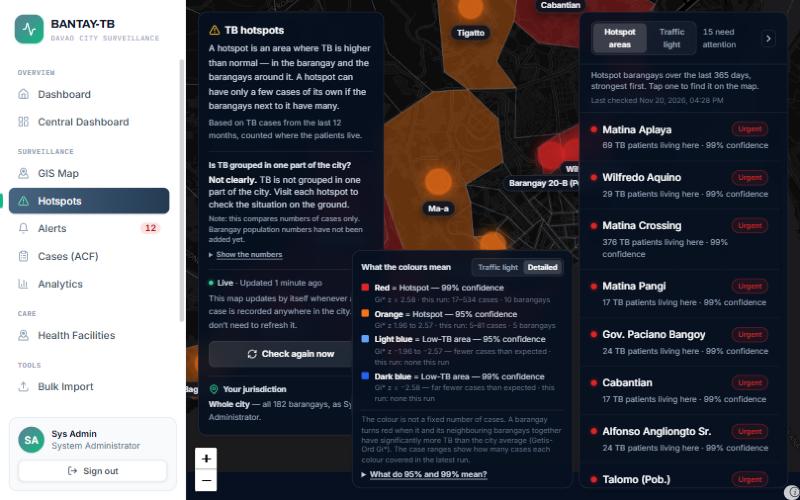 BANTAY-TB
DAVAO CITY SURVEILLANCE
OVERVIEW
Dashboard
Central Dashboard
SURVEILLANCE
GIS Map
Hotspots
Alerts
12
Cases (ACF)
Analytics
CARE
Health Facilities
TOOLS
Bulk Import
SA
Sys Admin
System Administrator
Sign out
TB hotspots
A hotspot is an area where TB is higher
than normal — in the barangay and the
barangays around it. A hotspot can
have only a few cases of its own if the
barangays next to it have many.
Based on TB cases from the last 12
months, counted where the patients live.
Is TB grouped in one part of the city?
Not clearly. TB is not grouped in one
part of the city. Visit each hotspot to
check the situation on the ground.
Note: this compares numbers of cases only.
Barangay population numbers have not been
added yet.
Show the numbers
Live · Updated 1 minute ago
This map updates by itself whenever a
case is recorded anywhere in the city.
don't need to refresh it.
Check again now
Your jurisdiction
Whole city — all 182 barangays, as Sy
Administrator.
+
−
Cabantian
Tigatto
Wil
Barangay 20-B (P
Ma-a
What the colours mean
Traffic light
Detailed
Red = Hotspot — 99% confidence
Gi* z ≥ 2.58 · this run: 17–534 cases · 10 barangays
Orange = Hotspot — 95% confidence
Gi* z 1.96 to 2.57 · this run: 5–81 cases · 5 barangays
Light blue = Low-TB area — 95% confidence
Gi* z −1.96 to −2.57 — fewer cases than expected · this
run: none this run
Dark blue = Low-TB area — 99% confidence
Gi* z ≤ −2.58 — far fewer cases than expected · this
run: none this run
The colour is not a fixed number of cases. A barangay
turns red when it and its neighbouring barangays together
have significantly more TB than the city average (Getis-
Ord Gi*). The case ranges show how many cases each
colour covered in the latest run.
What do 95% and 99% mean?
Hotspot
areas
Traffic
light
15 need
attention
Hotspot barangays over the last 365 days,
strongest first. Tap one to find it on the map.
Last checked Nov 20, 2026, 04:28 PM
Matina Aplaya
Urgent
69 TB patients living here · 99% confidence
Wilfredo Aquino
Urgent
29 TB patients living here · 99% confidence
Matina Crossing
Urgent
376 TB patients living here · 99%
confidence
Matina Pangi
Urgent
17 TB patients living here · 99% confidence
Gov. Paciano Bangoy
Urgent
24 TB patients living here · 99% confidence
Cabantian
Urgent
17 TB patients living here · 99% confidence
Alfonso Angliongto Sr.
Urgent
24 TB patients living here · 99% confidence
Talomo (Pob.)
Urgent